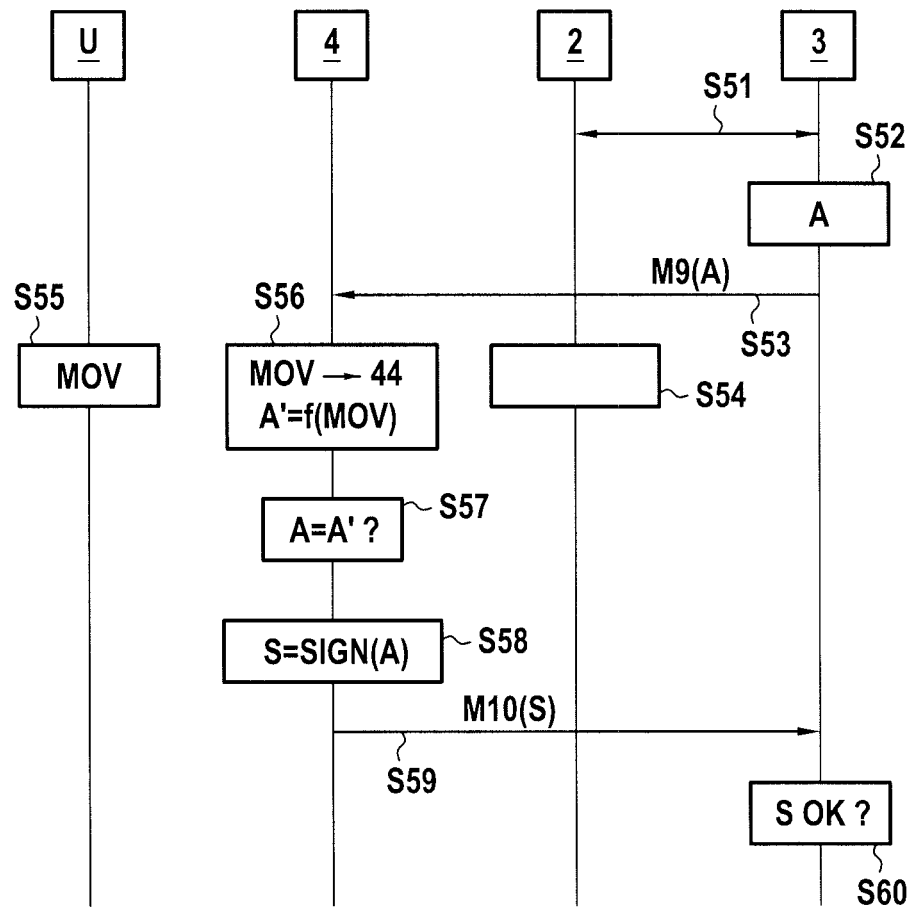 U
4
2
3
S51
S52
A
M9(A)
S53
S55
MOV
S56
MOV → 44
A'=f(MOV)
S54
S57
A=A' ?
S58
S=SIGN(A)
M10(S)
S59
S OK ?
S60